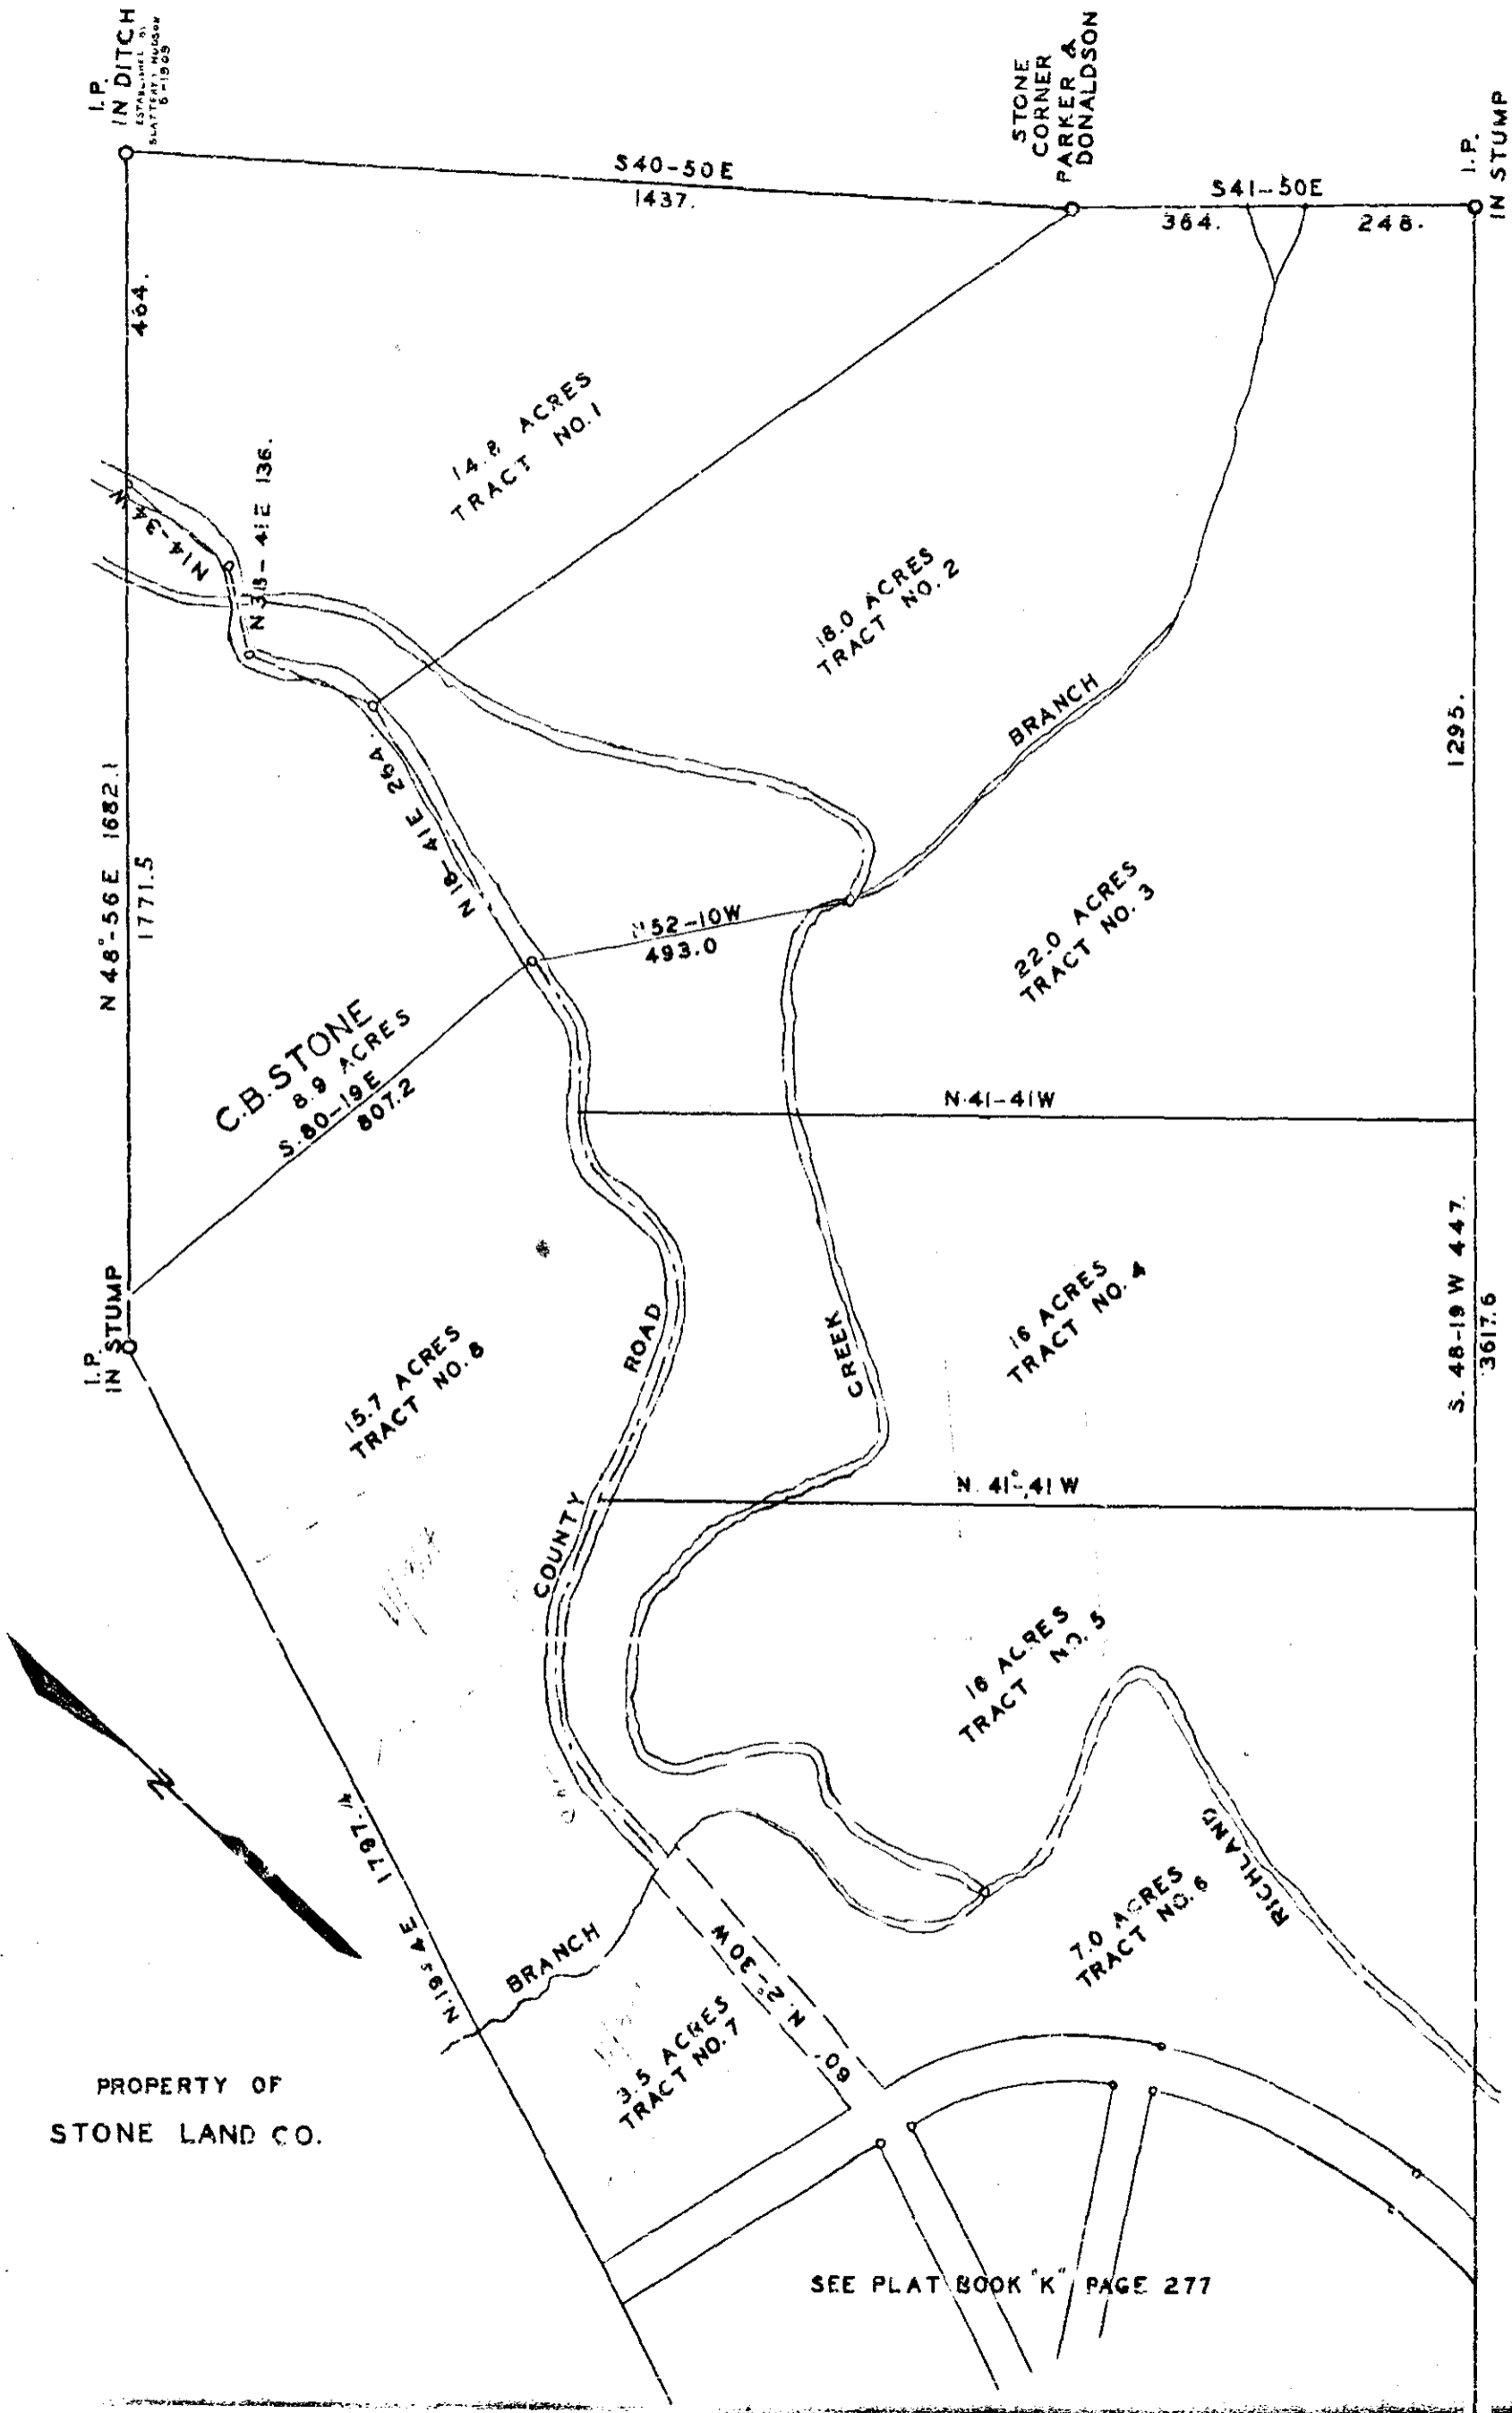 I.P.
IN DITCH
ESTABLISHED BY
SLATTERY & HUDSON
6-1909
STONE
CORNER
PARKER &
DONALDSON
I.P.
IN STUMP
S40-50E
1437.
S41-50E
364.
248.
464.
14.8 ACRES
TRACT NO.1
N 38-41E 136.
18.0 ACRES
TRACT NO. 2
BRANCH
1295.
N 48°-56E 1682.1
1771.5
N 18-41E 264.
N52-10W
493.0
22.0 ACRES
TRACT NO. 3
C.B. STONE
8.9 ACRES
S.80-19E
807.2
N.41-41W
I.P.
IN STUMP
15.7 ACRES
TRACT NO. 8
COUNTY ROAD
CREEK
16 ACRES
TRACT NO. 4
S. 48-19 W 447.
3617.6
N. 41°-41 W
16 ACRES
TRACT NO. 5
N
1797.4
BRANCH
N. 2°-30W
60'
RICHLAND
7.0 ACRES
TRACT NO. 6
3.5 ACRES
TRACT NO. 7
PROPERTY OF
STONE LAND CO.
SEE PLAT BOOK "K" PAGE 277